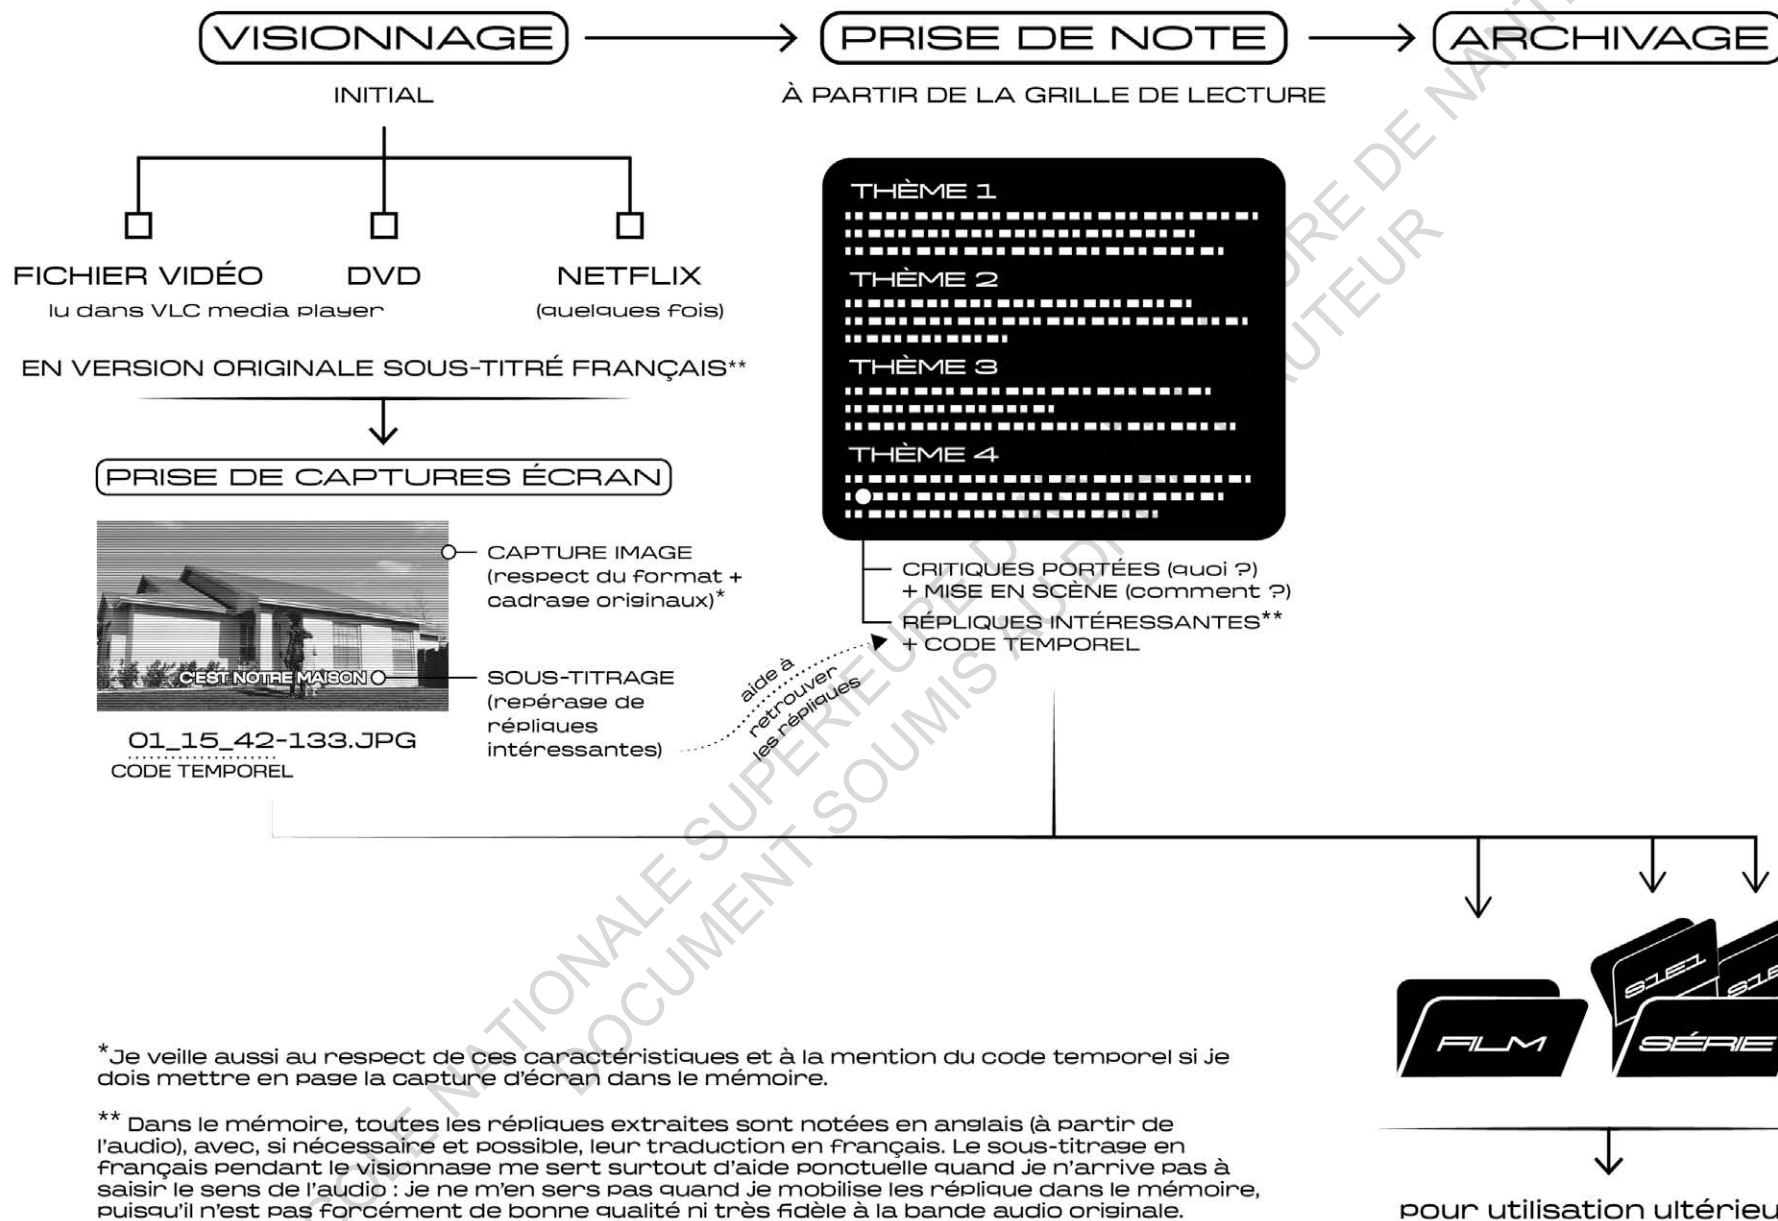 VISIONNAGE
PRISE DE NOTE
ARCHIVAGE
INITIAL
À PARTIR DE LA GRILLE DE LECTURE
FICHIER VIDÉO
DVD
NETFLIX
lu dans VLC media player
(quelques fois)
EN VERSION ORIGINALE SOUS-TITRÉ FRANÇAIS**
PRISE DE CAPTURES ÉCRAN
CAPTURE IMAGE
(respect du format +
cadrage originaux)*
C'EST NOTRE MAISON
SOUS-TITRAGE
(repérage de
répliques
intéressantes)
01_15_42-133.JPG
CODE TEMPOREL
aide à
retrouver
les répliques
THÈME 1
THÈME 2
THÈME 3
THÈME 4
CRITIQUES PORTÉES (quoi ?)
+ MISE EN SCÈNE (comment ?)
RÉPLIQUES INTÉRESSANTES**
+ CODE TEMPOREL
FILM
S1E1
SÉRIE
*Je veille aussi au respect de ces caractéristiques et à la mention du code temporel si je
dois mettre en page la capture d'écran dans le mémoire.
** Dans le mémoire, toutes les répliques extraites sont notées en anglais (à partir de
l'audio), avec, si nécessaire et possible, leur traduction en français. Le sous-titrage en
français pendant le visionnage me sert surtout d'aide ponctuelle quand je n'arrive pas à
saisir le sens de l'audio : je ne m'en sers pas quand je mobilise les réplique dans le mémoire,
puisqu'il n'est pas forcément de bonne qualité ni très fidèle à la bande audio originale.
pour utilisation
NATIONALE SUPERIEURE DE
DOCUMENT SOUMIS AU AUTEUR